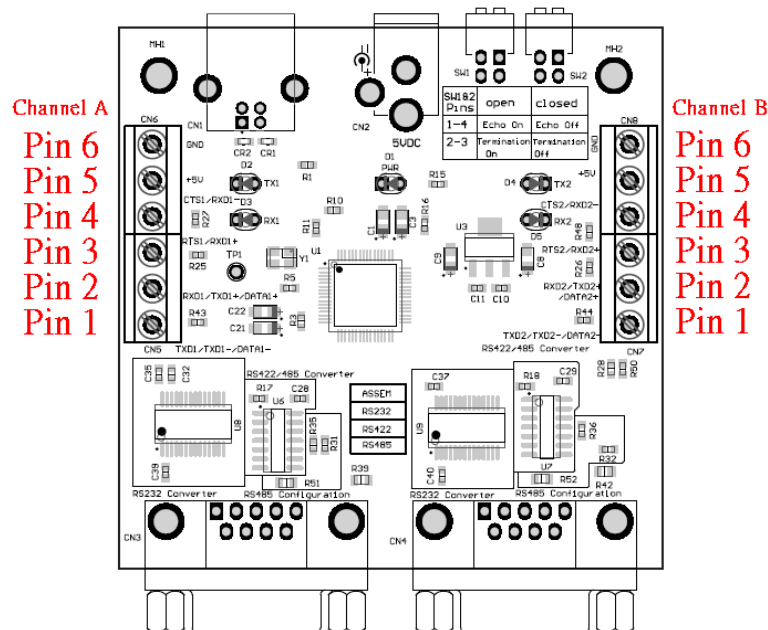 MH1
MH2
SW1
SW2
Channel A
Channel B
SW1&2 Pins
open
closed
1-4
Echo On
Echo Off
2-3
Termination On
Termination Off
CN6
CN1
CN2
5VDC
CN8
Pin 6
GND
CR2
CR1
GND
Pin 6
Pin 5
+5V
D2
TX1
R1
D1
PWR
R15
D4
TX2
+5V
Pin 5
Pin 4
CTS1/RXD1-
R27
D3
RX1
R10
R11
C1
C3
R16
U3
RX2
D5
CTS2/RXD2-
R48
Pin 4
Pin 3
RTS1/RXD1+
R25
TP1
Y1
U1
C9
C8
RTS2/RXD2+
R26
Pin 3
Pin 2
RXD1/TXD1+/DATA1+
R5
C11
C10
RXD2/TXD2+
/DATA2+
Pin 2
Pin 1
R43
C22
C21
R3
R44
Pin 1
CN5
TXD1/TXD1-/DATA1-
TXD2/TXD2-/DATA2-
CN7
RS422/485 Converter
RS422/485 Converter
C35
C32
R17
U6
C28
ASSEM
RS232
RS422
RS485
C37
R18
C29
R28
R50
U8
R35
R31
U9
R36
C39
R51
R39
C40
U7
R52
R32
R42
RS232 Converter
RS485 Configuration
RS232 Converter
RS485 Configuration
CN3
CN4